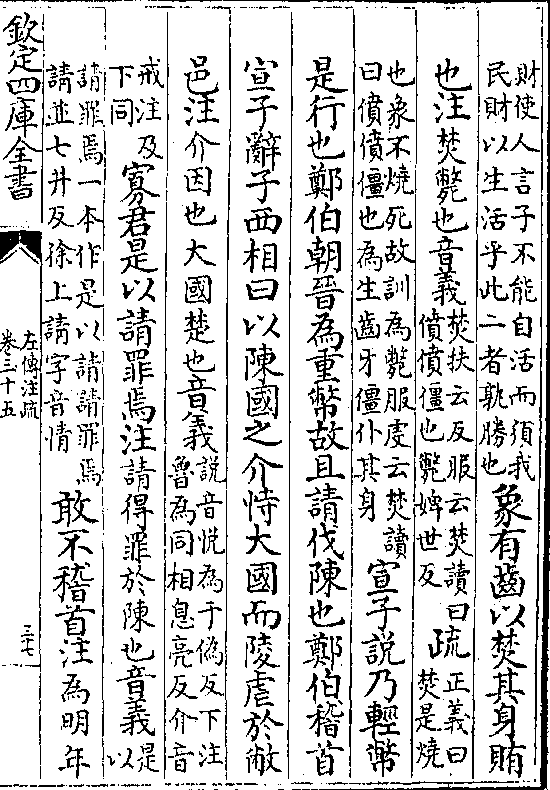 財使人言子不能自活而須我
民財以生活乎此二者孰勝也
象有齒以焚其身賄
也注焚斃也音義
焚扶云反服云焚讀曰
僨僨僵也斃婢世反
疏
正義曰
焚是燒
也象不燒死故訓為斃服虔云焚讀
曰僨僨僵也為生齒牙僵仆其身
宣子說乃輕幣
是行也鄭伯朝晉為重幣故且請伐陳也鄭伯稽首
宣子辭子西相曰以陳國之介恃大國而陵虐於敝
邑注介因也大國楚也音義
說音悅為于偽反下注
魯為同相息亮反介音
戒注及
下同
寡君是以請罪焉注請得罪於陳也音義
是
以
請罪焉一本作是以請請罪焉
請並七井反徐上請字音情
敢不稽首注為明年
欽定四庫全書
左傳注疏
卷三十五
三七